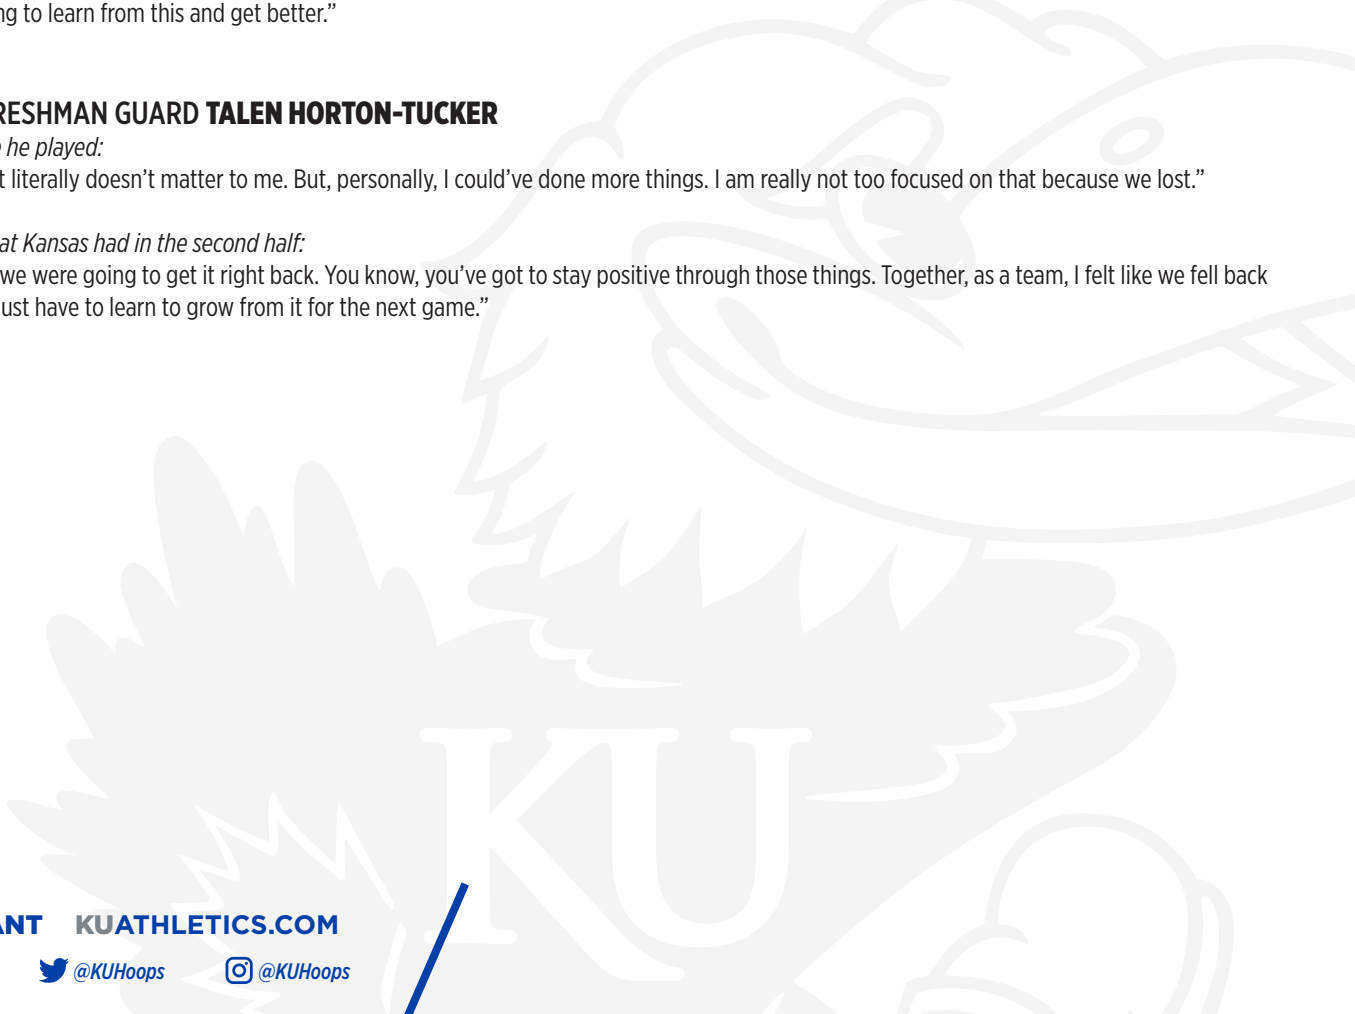 ng to learn from this and get better.”
RESHMAN GUARD TALEN HORTON-TUCKER
he played:
t literally doesn’t matter to me. But, personally, I could’ve done more things. I am really not too focused on that because we lost.”
at Kansas had in the second half:
we were going to get it right back. You know, you’ve got to stay positive through those things. Together, as a team, I felt like we fell back
ust have to learn to grow from it for the next game.”
KU
ANT KUATHLETICS.COM
@KUHoops @KUHoops